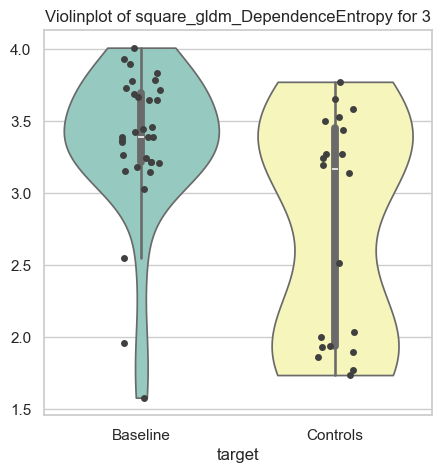 Violinplot of square_gldm_DependenceEntropy for 3
4.0
3.5
3.0
2.5
2.0
1.5
Baseline
Controls
target